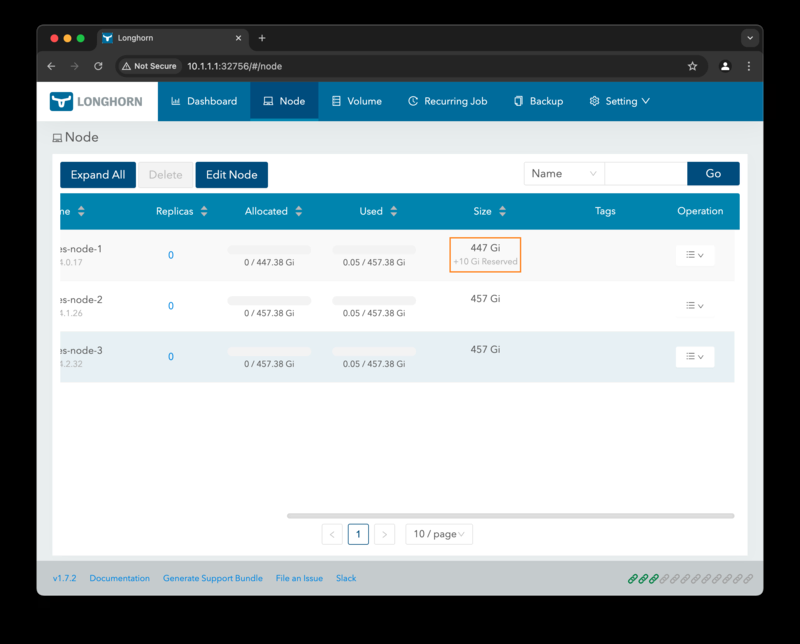 Longhorn
Not Secure 10.1.1.1:32756/#/node
LONGHORN Dashboard Node Volume Recurring Job Backup Setting
Node
Expand All Delete Edit Node Name Go
me Replicas Allocated Used Size Tags Operation
es-node-1 0 447 Gi
4.0.17 0 / 447.38 Gi 0.05 / 457.38 Gi +10 Gi Reserved
es-node-2 0 457 Gi
4.1.26 0 / 457.38 Gi 0.05 / 457.38 Gi
es-node-3 0 457 Gi
4.2.32 0 / 457.38 Gi 0.05 / 457.38 Gi
1 10 / page
v1.7.2 Documentation Generate Support Bundle File an Issue Slack